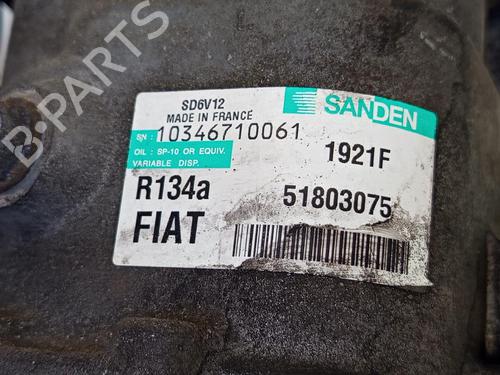 B-PARTS
SD6V12
MADE IN FRANCE
SANDEN
SN : 10346710061
OIL : SP-10 OR EQUIV.
VARIABLE DISP.
1921F
R134a
51803075
FIAT